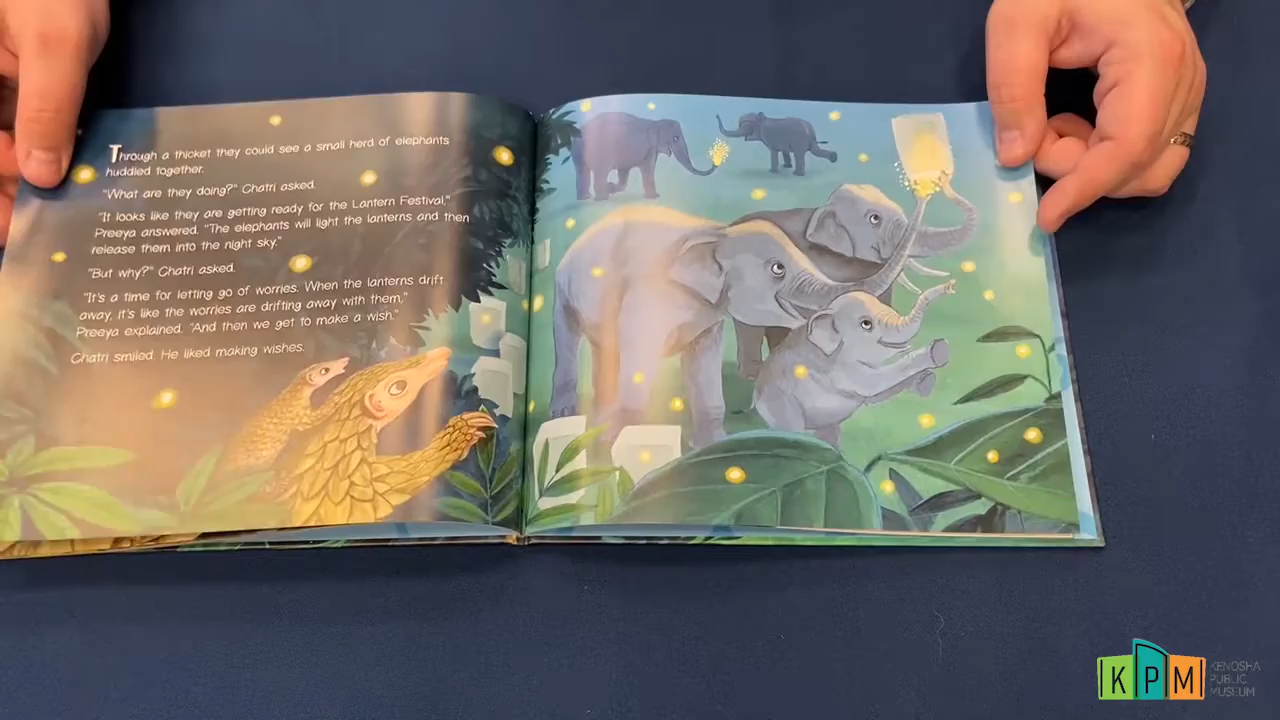 Through a thicket they could see a small herd of elephants
huddled together.
"What are they doing?" Chatri asked.
"It looks like they are getting ready for the Lantern Festival,"
Preeya answered. "The elephants will light the lanterns and then
release them into the night sky."
"But why?" Chatri asked.
"It's a time for letting go of worries. When the lanterns drift
away, it's like the worries are drifting away with them,"
Preeya explained. "And then we get to make a wish."
Chatri smiled. He liked making wishes.
KPM
KENOSHA
PUBLIC
MUSEUM